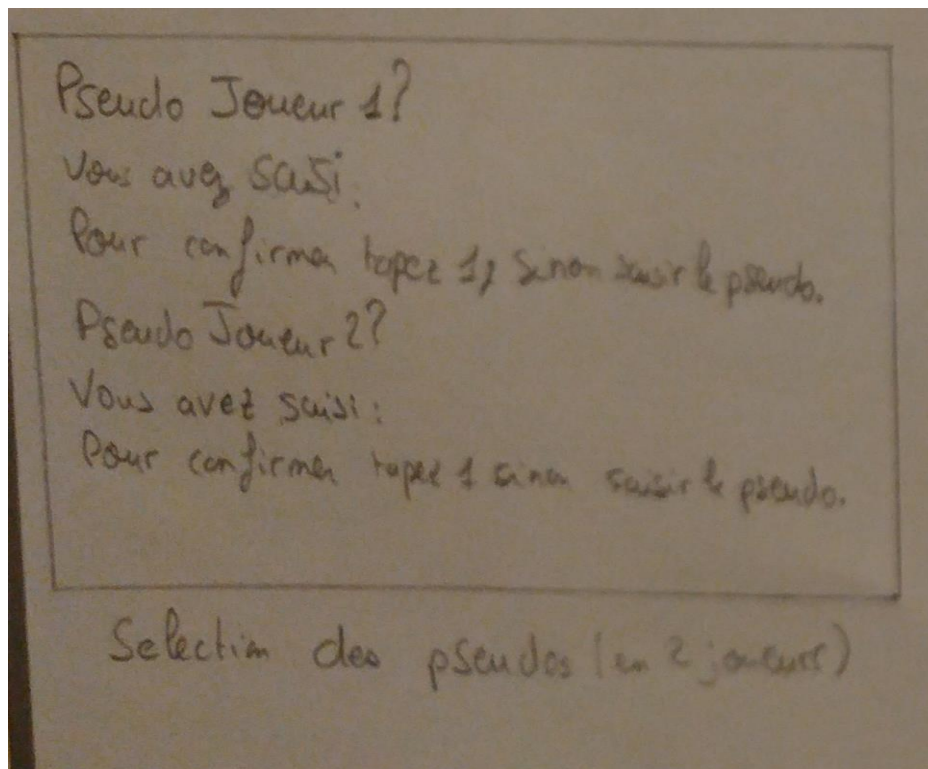 Pseudo Joueur 1?
Vous avez saisi.
Pour confirmer tapez 1, sinon saisir le pseudo.
Pseudo Joueur 2?
Vous avez saisi :
Pour confirmer tapez 1 sinon saisir le pseudo.
Selection des pseudos (en 2 joueurs)